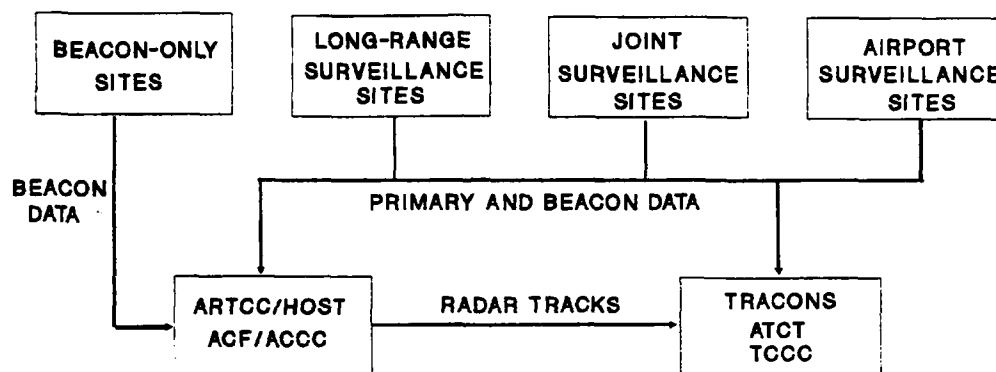 BEACON-ONLY
SITES
LONG-RANGE
SURVEILLANCE
SITES
JOINT
SURVEILLANCE
SITES
AIRPORT
SURVEILLANCE
SITES
BEACON
DATA
PRIMARY AND BEACON DATA
ARTCC/HOST
ACF/ACCC
RADAR TRACKS
TRACONS
ATCT
TCCC